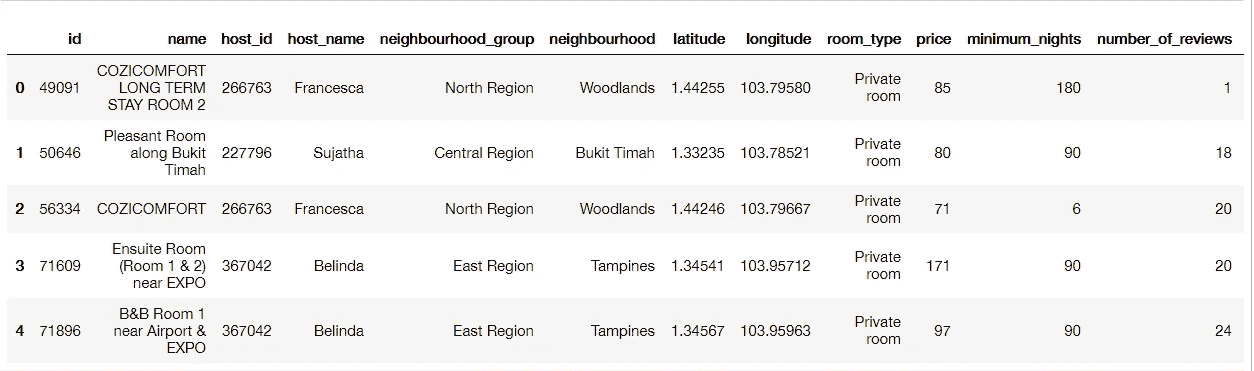 id name host_id host_name neighbourhood_group neighbourhood latitude longitude room_type price minimum_nights number_of_reviews
COZICOMFORT
LONG TERM
STAY ROOM 2
0 49091 266763 Francesca North Region Woodlands 1.44255 103.79580 Private room 85 180 1
Pleasant Room
along Bukit
Timah
1 50646 227796 Sujatha Central Region Bukit Timah 1.33235 103.78521 Private room 80 90 18
2 56334 COZICOMFORT 266763 Francesca North Region Woodlands 1.44246 103.79667 Private room 71 6 20
Ensuite Room
(Room 1 & 2)
near EXPO
3 71609 367042 Belinda East Region Tampines 1.34541 103.95712 Private room 171 90 20
B&B Room 1
near Airport &
EXPO
4 71896 367042 Belinda East Region Tampines 1.34567 103.95963 Private room 97 90 24